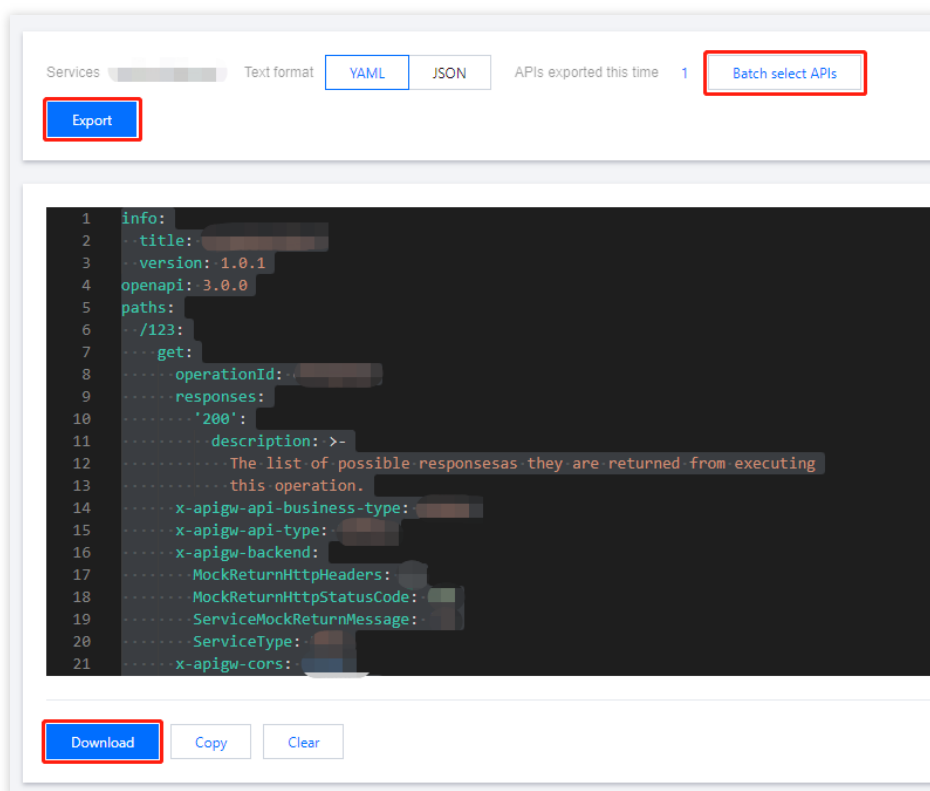 Services Text format YAML JSON APIs exported this time 1 Batch select APIs
Export
1 info:
2 title:
3 version: 1.0.1
4 openapi: 3.0.0
5 paths:
6 /123:
7 get:
8 operationId:
9 responses:
10 '200':
11 description: >-
12 The list of possible responsesas they are returned from executing
13 this operation.
14 x-apigw-api-business-type:
15 x-apigw-api-type:
16 x-apigw-backend:
17 MockReturnHttpHeaders:
18 MockReturnHttpStatusCode:
19 ServiceMockReturnMessage:
20 ServiceType:
21 x-apigw-cors:
Download Copy Clear